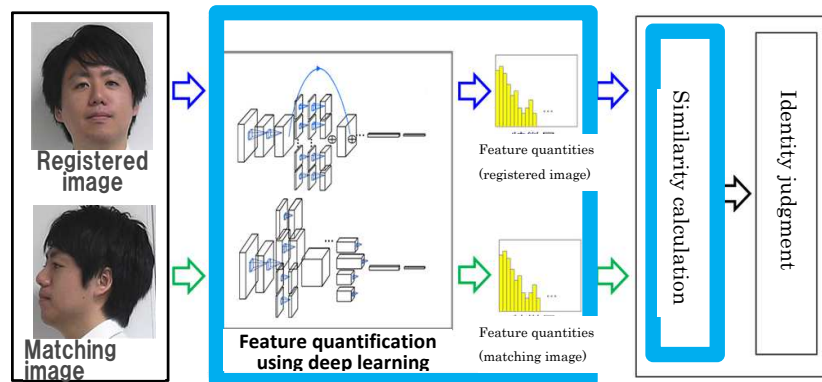 Registered
image
Matching
image
Feature quantification
using deep learning
...
Feature quantities
(registered image)
...
Feature quantities
(matching image)
Similarity calculation
Identity judgment